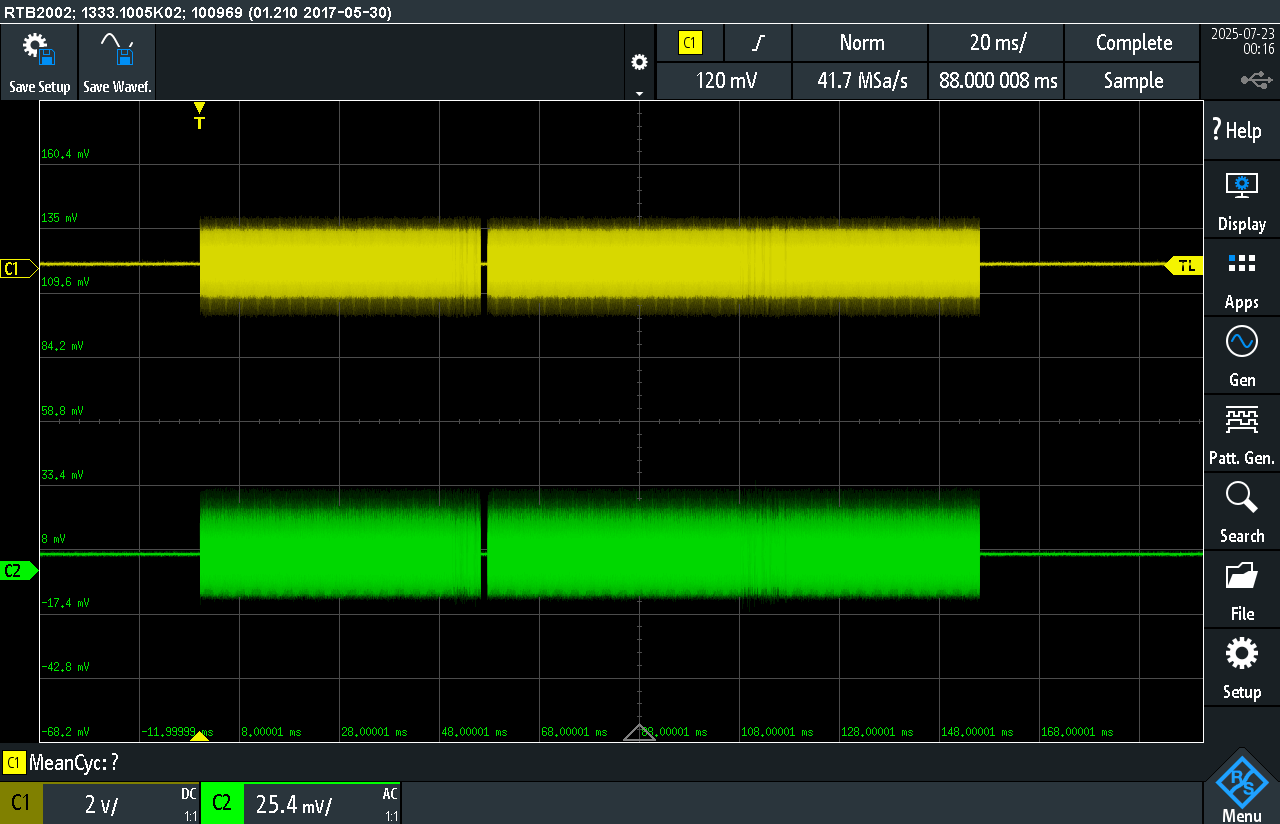 RTB2002; 1333.1005K02; 100969 (01.210 2017-05-30)
Save Setup
Save Wavef.
C1
Norm
20 ms/
Complete
120 mV
41.7 MSa/s
88.000 008 ms
Sample
2025-07-23
00:16
T
160,4 mV
135 mV
C1
109,6 mV
TL
84,2 mV
58,8 mV
33,4 mV
8 mV
C2
-17,4 mV
-42,8 mV
-68,2 mV
-11,99999 ms
8,00001 ms
28,00001 ms
48,00001 ms
68,00001 ms
88,00001 ms
108,00001 ms
128,00001 ms
148,00001 ms
168,00001 ms
? Help
Display
Apps
Gen
Patt. Gen.
Search
File
Setup
R&S
Menu
C1 MeanCyc: ?
C1
2 V/
DC
1:1
C2
25.4 mV/
AC
1:1